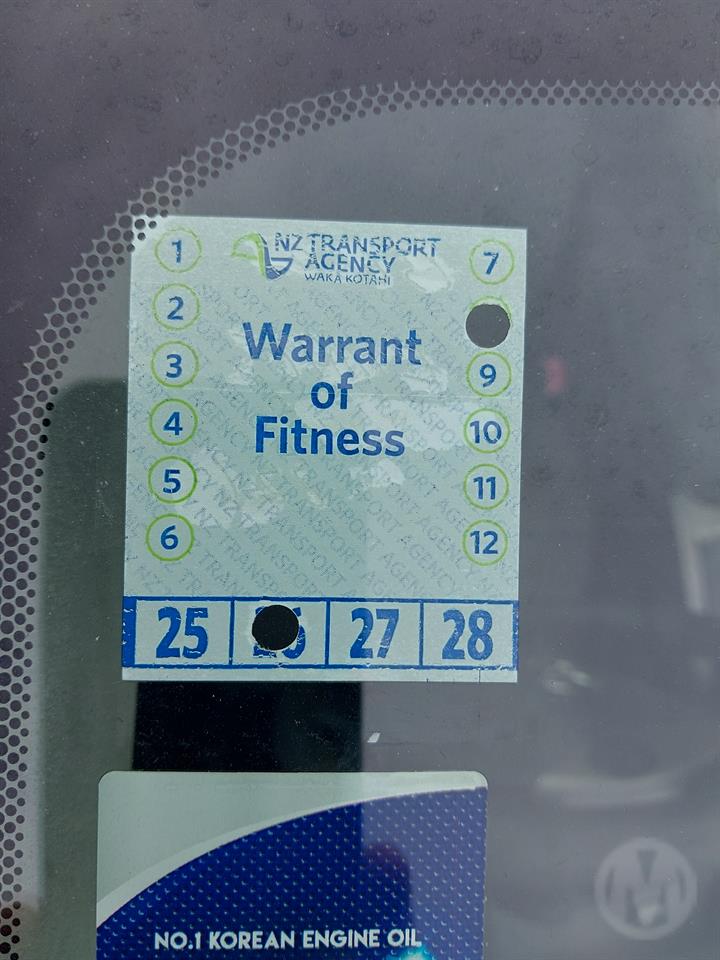 NZ TRANSPORT
AGENCY
WAKA KOTAHI
Warrant
of
Fitness
1
2
3
4
5
6
7
9
10
11
12
25 26 27 28
NO.1 KOREAN ENGINE OIL